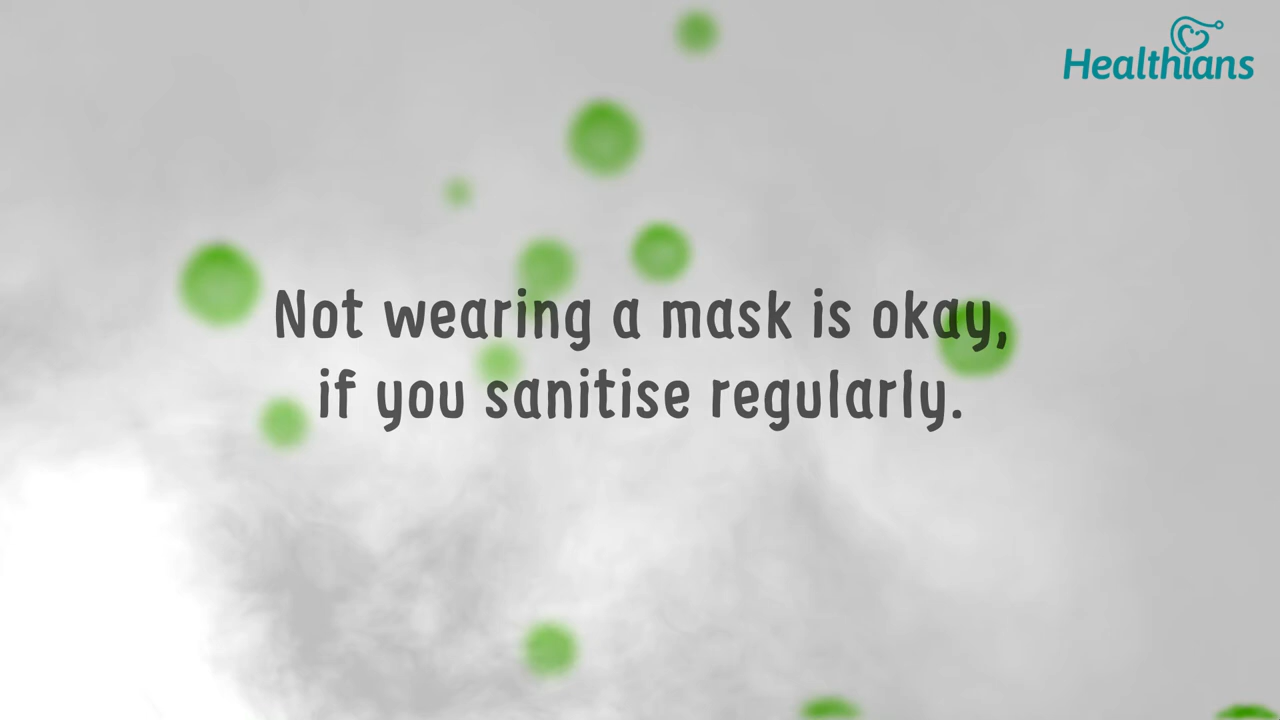 Healthians
Not wearing a mask is okay,
if you sanitise regularly.